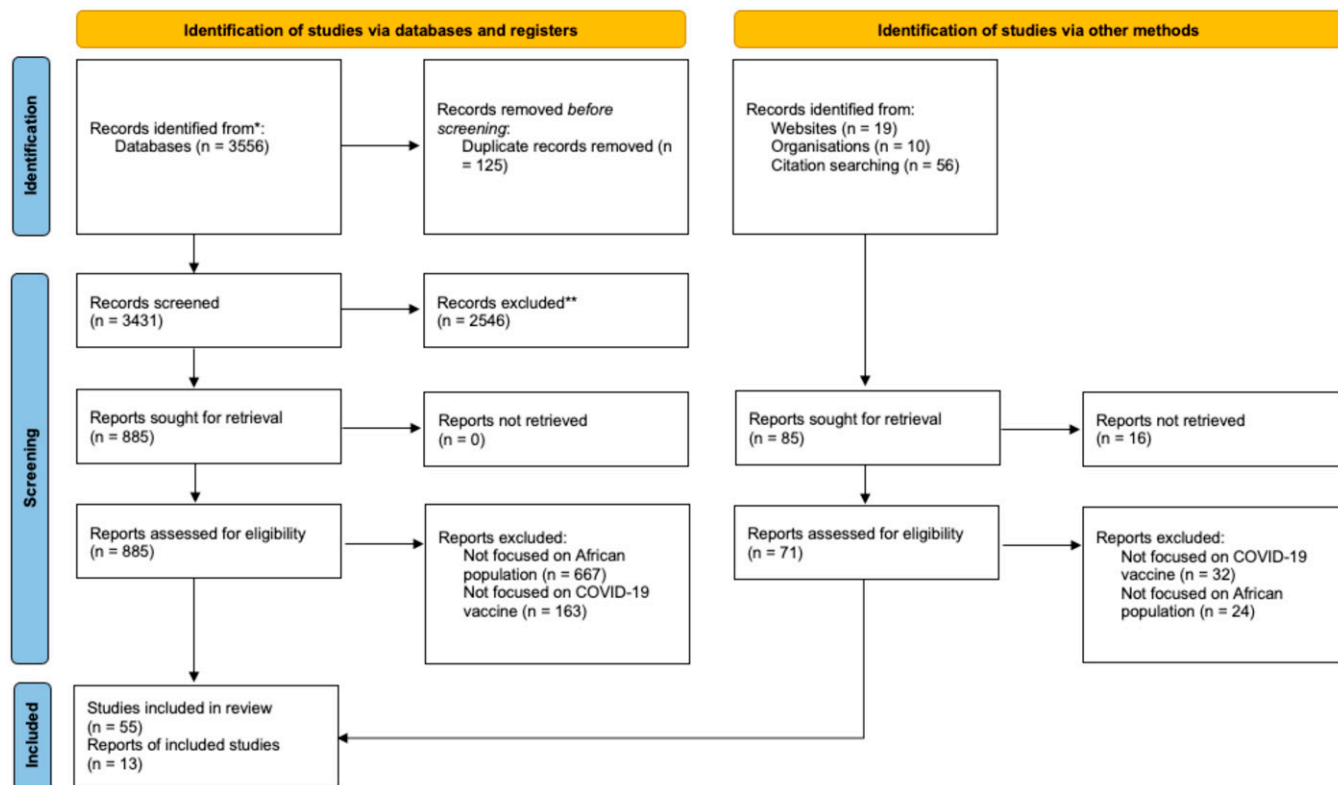 Identification of studies via databases and registers
Identification of studies via other methods
Identification
Records identified from*:
Databases (n = 3556)
Records removed before
screening:
Duplicate records removed (n
= 125)
Records identified from:
Websites (n = 19)
Organisations (n = 10)
Citation searching (n = 56)
Screening
Records screened
(n = 3431)
Records excluded**
(n = 2546)
Reports sought for retrieval
(n = 885)
Reports not retrieved
(n = 0)
Reports sought for retrieval
(n = 85)
Reports not retrieved
(n = 16)
Reports assessed for eligibility
(n = 885)
Reports excluded:
Not focused on African
population (n = 667)
Not focused on COVID-19
vaccine (n = 163)
Reports assessed for eligibility
(n = 71)
Reports excluded:
Not focused on COVID-19
vaccine (n = 32)
Not focused on African
population (n = 24)
Included
Studies included in review
(n = 55)
Reports of included studies
(n = 13)